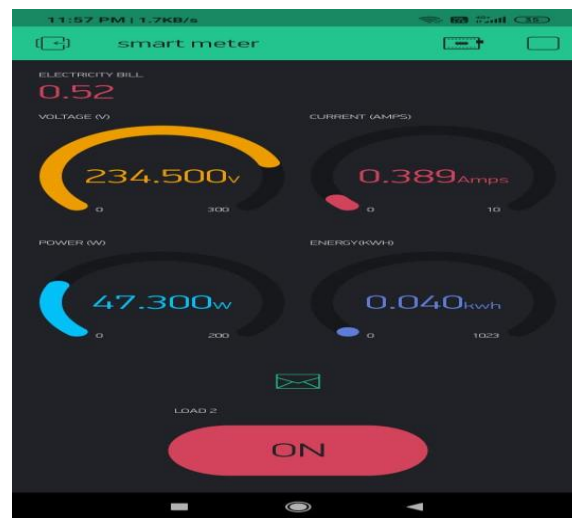 11:57 PM | 1.7KB/s
smart meter
ELECTRICITY BILL
0.52
VOLTAGE (V) CURRENT (AMPS)
234.500v 0.389Amps
0 300 0 10
POWER (W) ENERGY(KWH)
47.300w 0.040kwh
0 200 0 1023
LOAD 2
ON